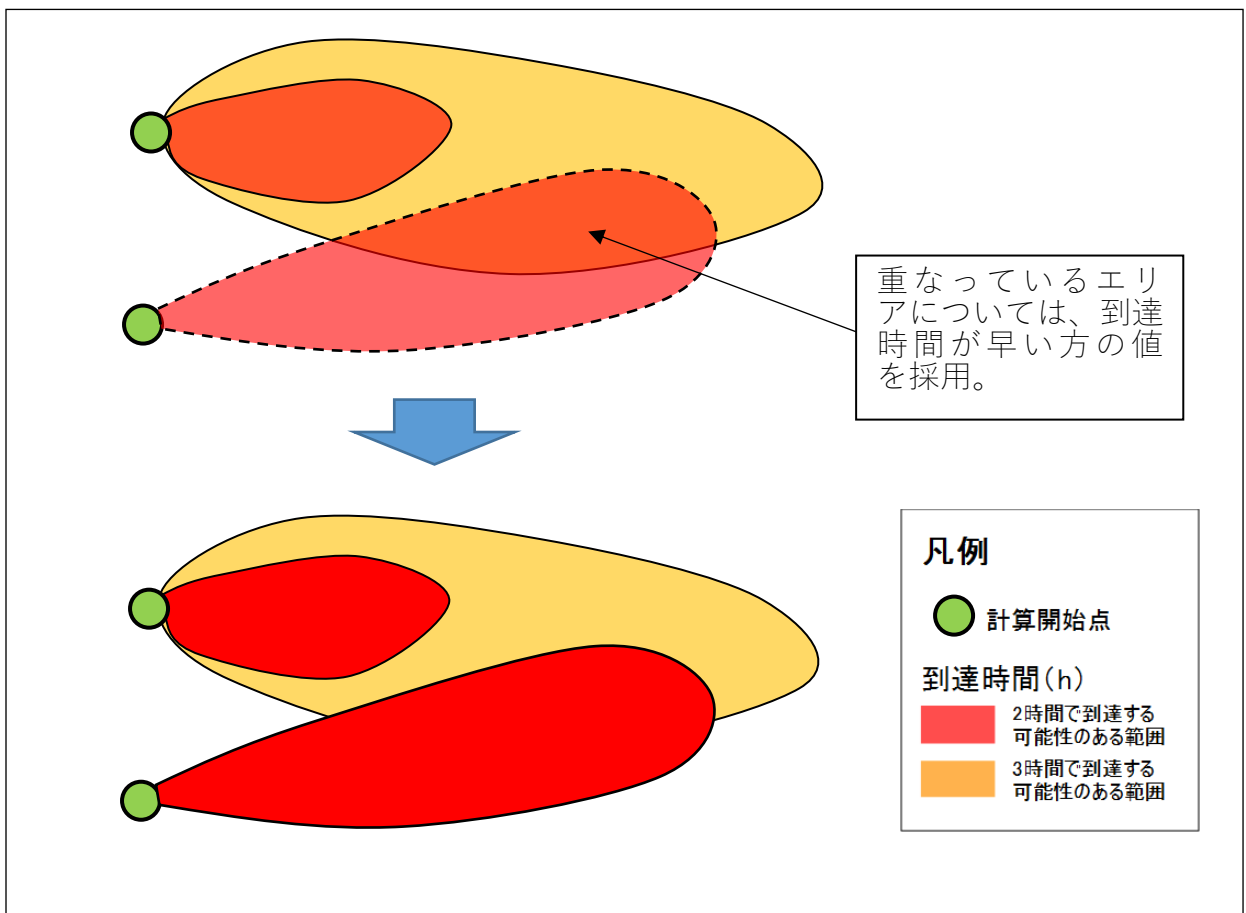 重なっているエリ
アについては、到達
時間が早い方の値
を採用。
凡例
計算開始点
到達時間(h)
2時間で到達する
可能性のある範囲
3時間で到達する
可能性のある範囲